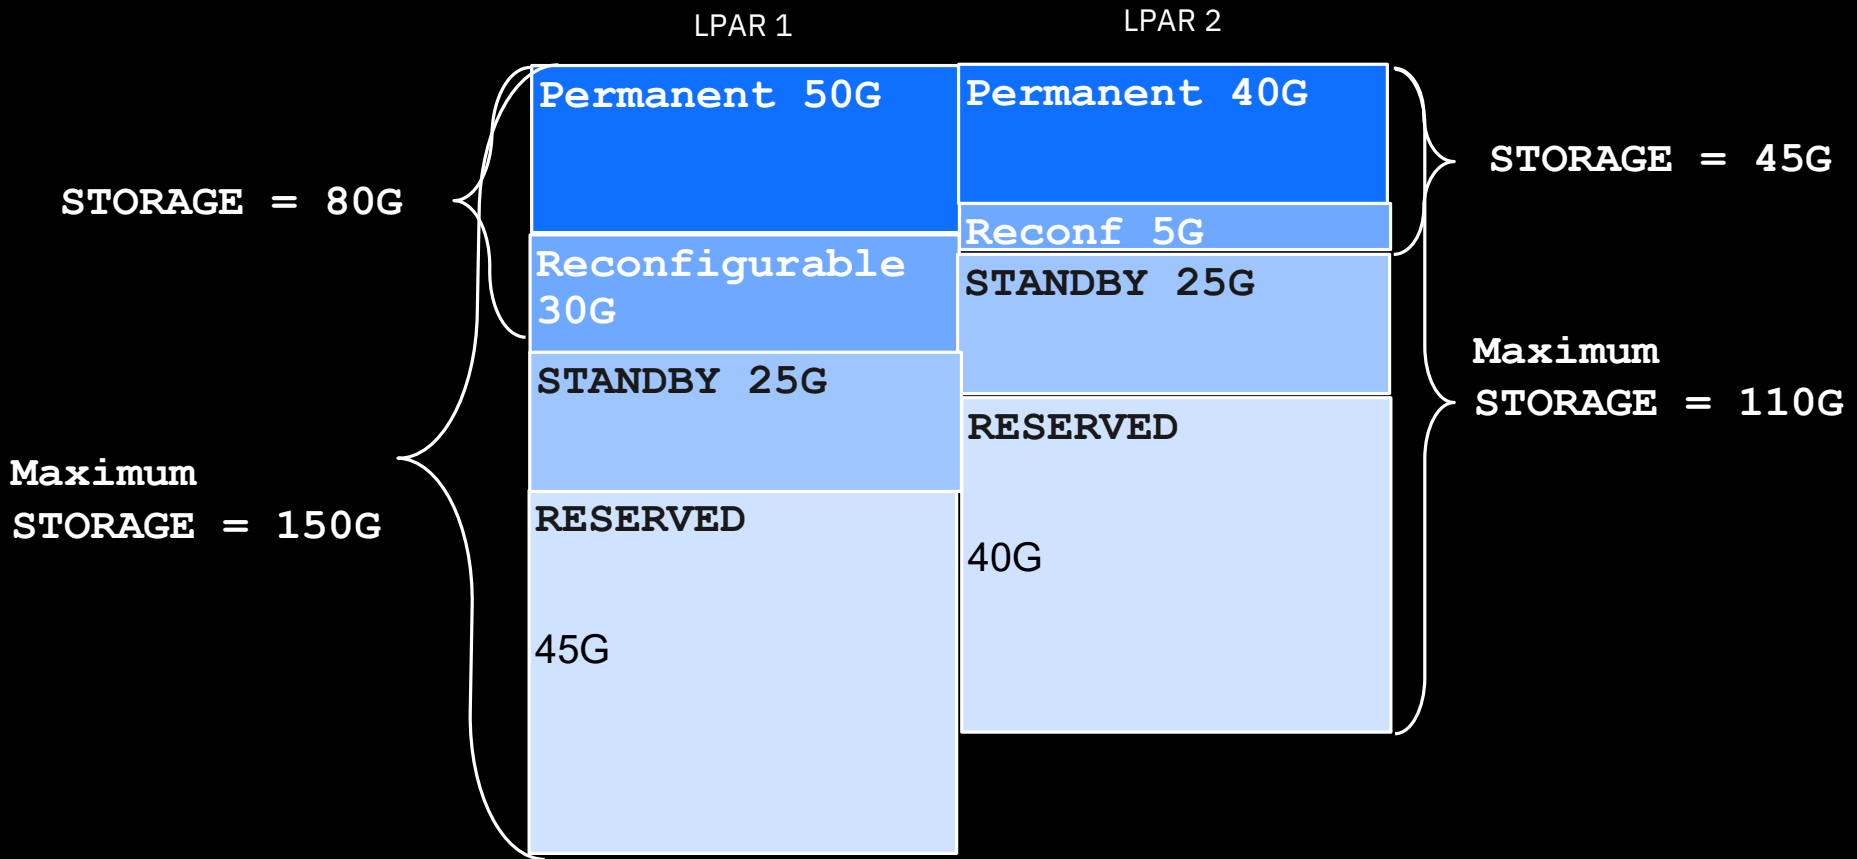 LPAR 1
LPAR 2
Permanent 50G
Permanent 40G
STORAGE = 80G
STORAGE = 45G
Reconfigurable
30G
Reconf 5G
STANDBY 25G
STANDBY 25G
Maximum
STORAGE = 150G
Maximum
STORAGE = 110G
RESERVED
45G
RESERVED
40G